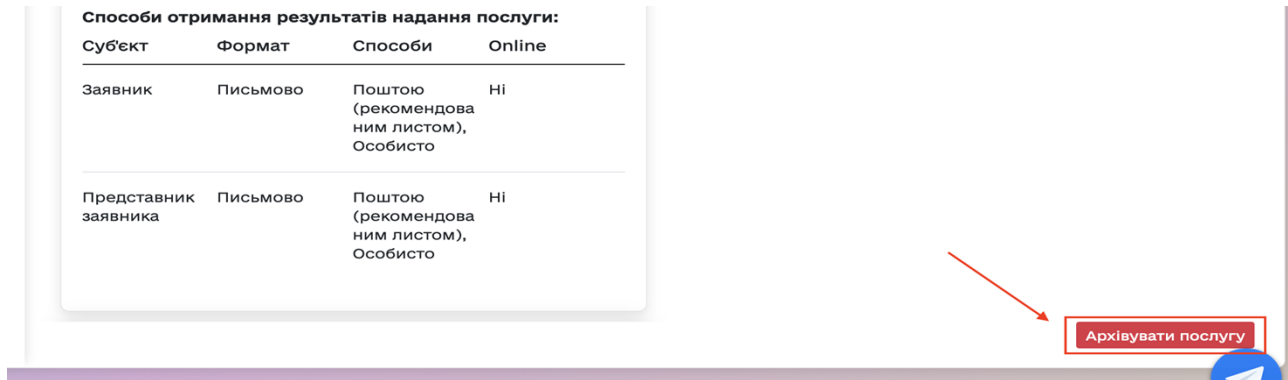 Способи отримання результатів надання послуги:
Суб'єкт Формат Способи Online
Заявник Письмово Поштою Ні
(рекомендова
ним листом),
Особисто
Представник Письмово Поштою Ні
заявника (рекомендова
ним листом),
Особисто
Архівувати послугу